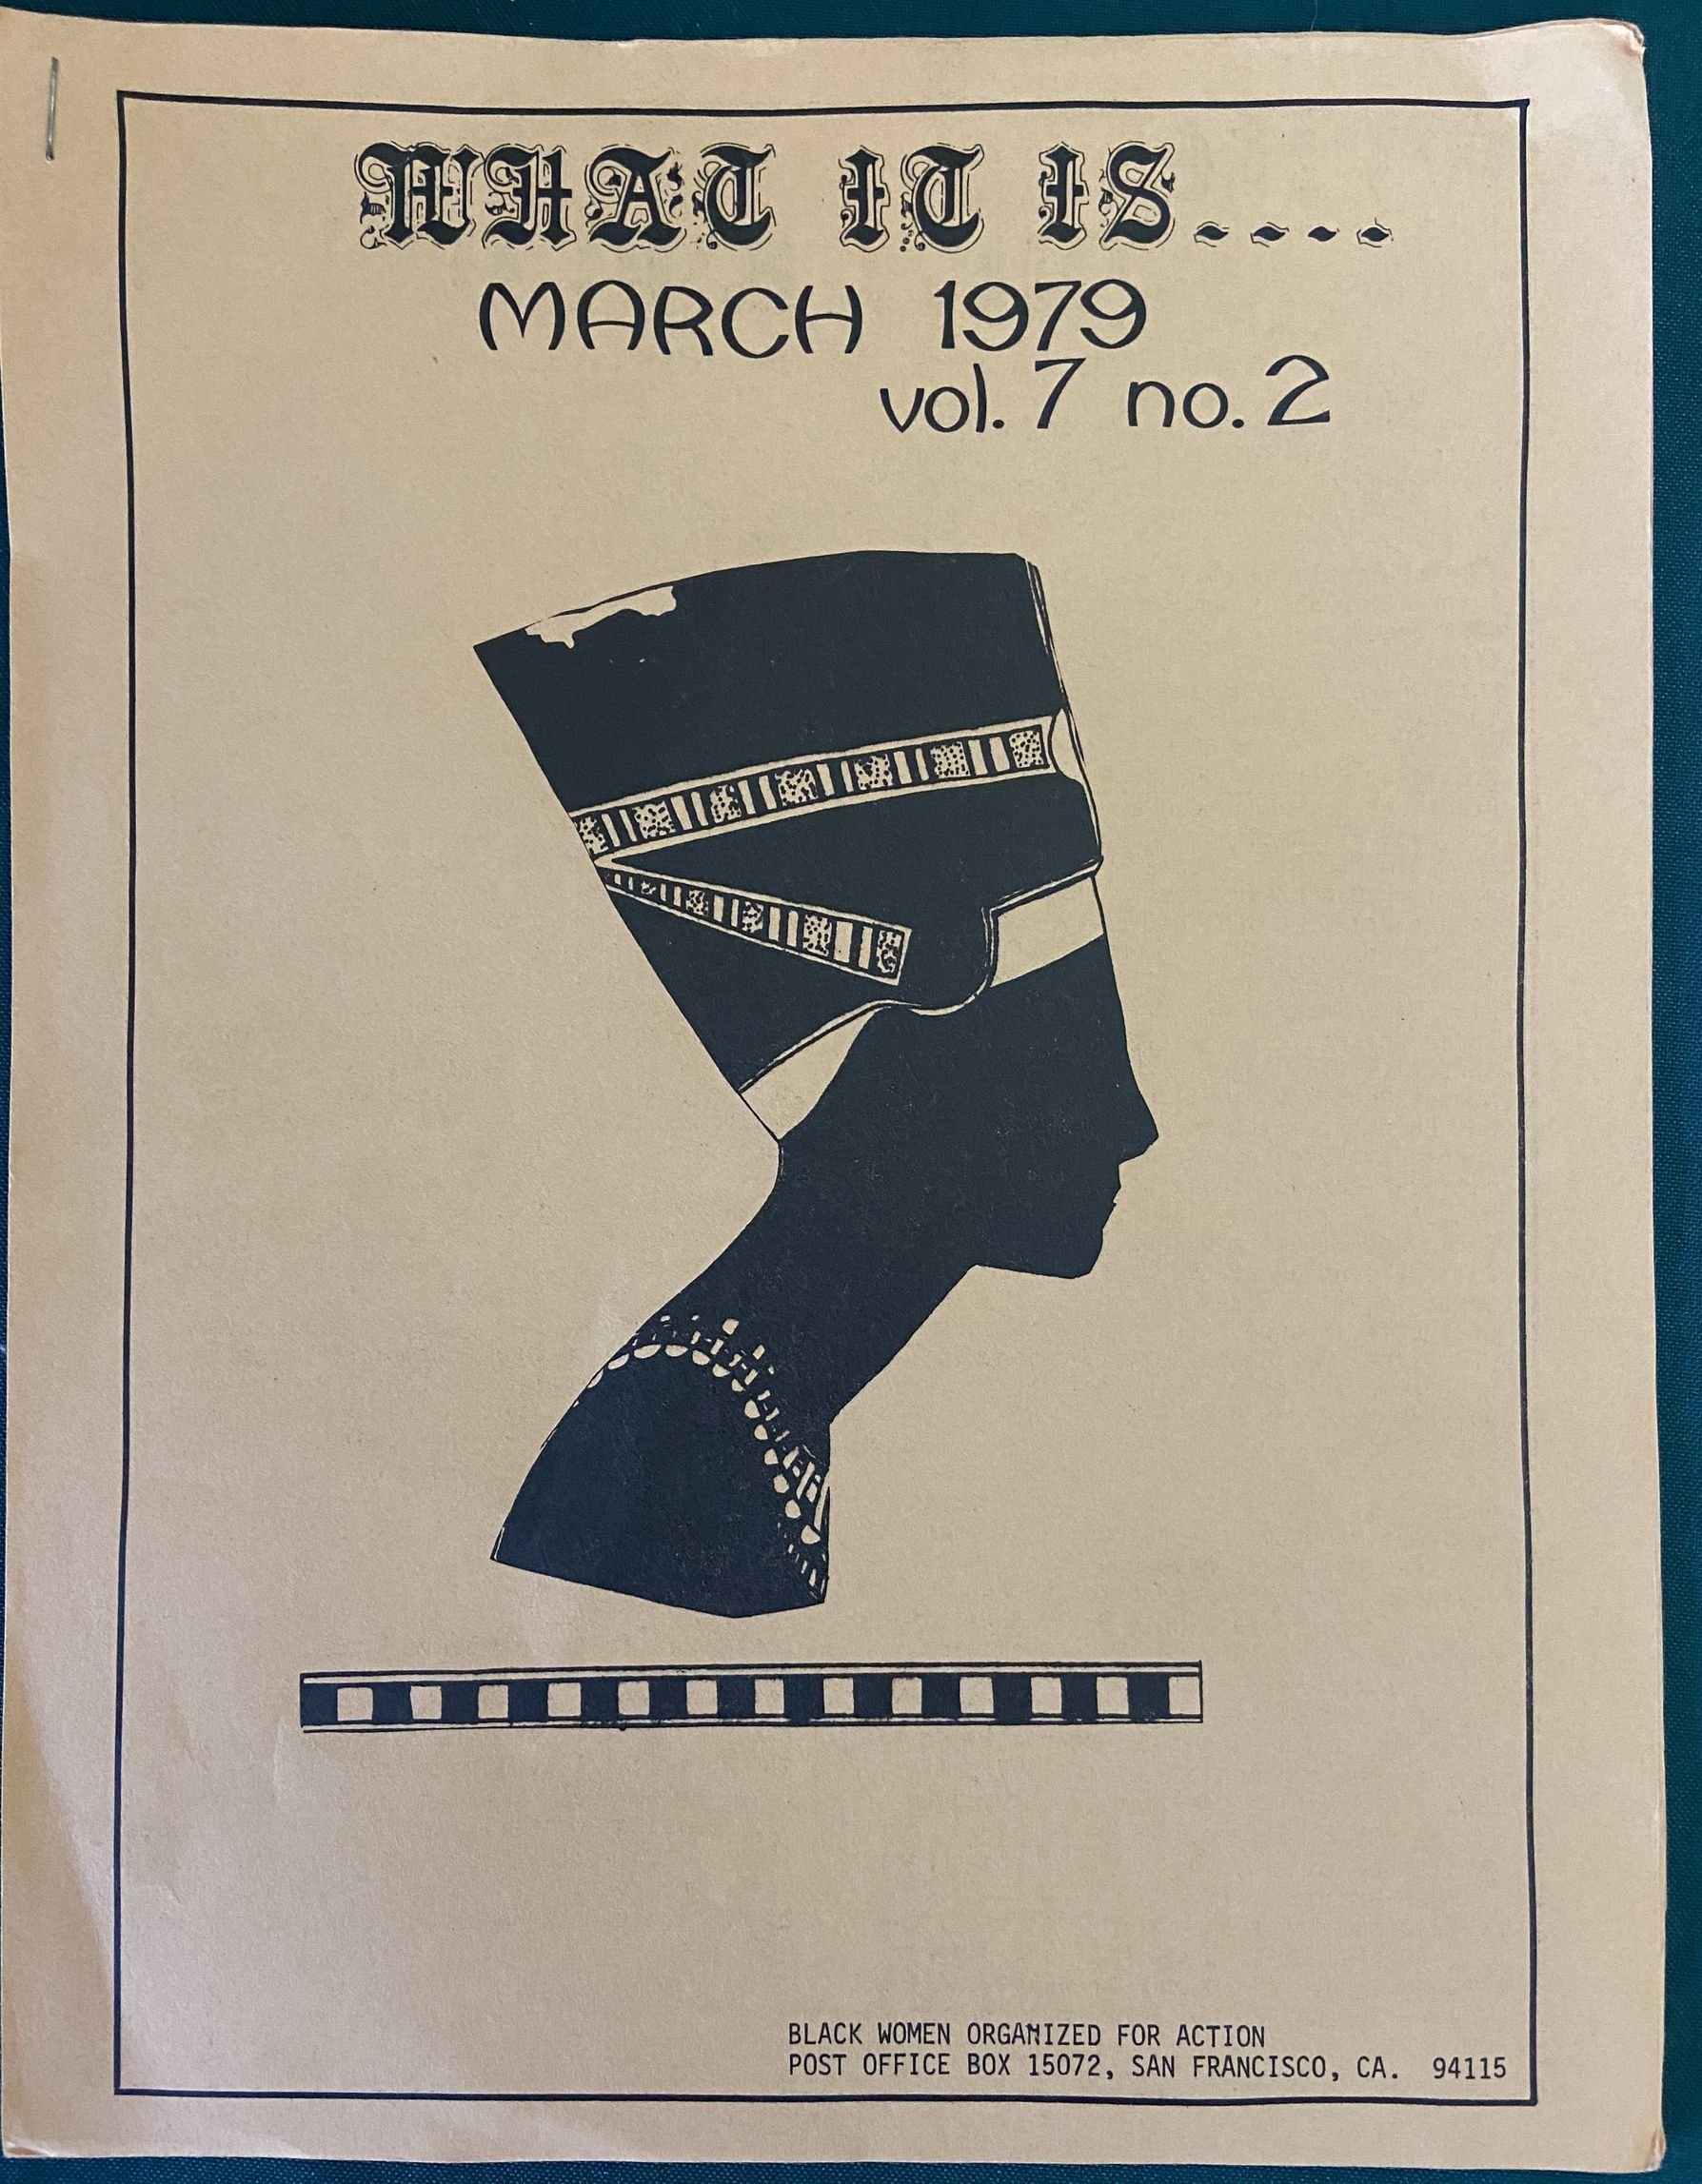 WHAT IT IS....
MARCH 1979
vol. 7 no. 2
BLACK WOMEN ORGANIZED FOR ACTION
POST OFFICE BOX 15072, SAN FRANCISCO, CA. 94115